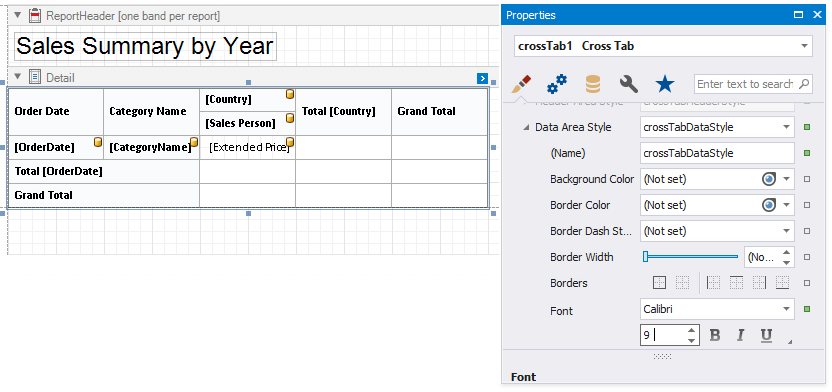 ReportHeader [one band per report]
Sales Summary by Year
Detail
Order Date Category Name [Country] Total [Country] Grand Total
[Sales Person]
[OrderDate] [CategoryName] [Extended Price]
Total [OrderDate]
Grand Total
Properties
crossTab1 Cross Tab
Enter text to search
Header Area Style crossTabHeaderStyle
Data Area Style crossTabDataStyle
(Name) crossTabDataStyle
Background Color (Not set)
Border Color (Not set)
Border Dash St... (Not set)
Border Width (No...
Borders
Font Calibri
9 B I U
Font